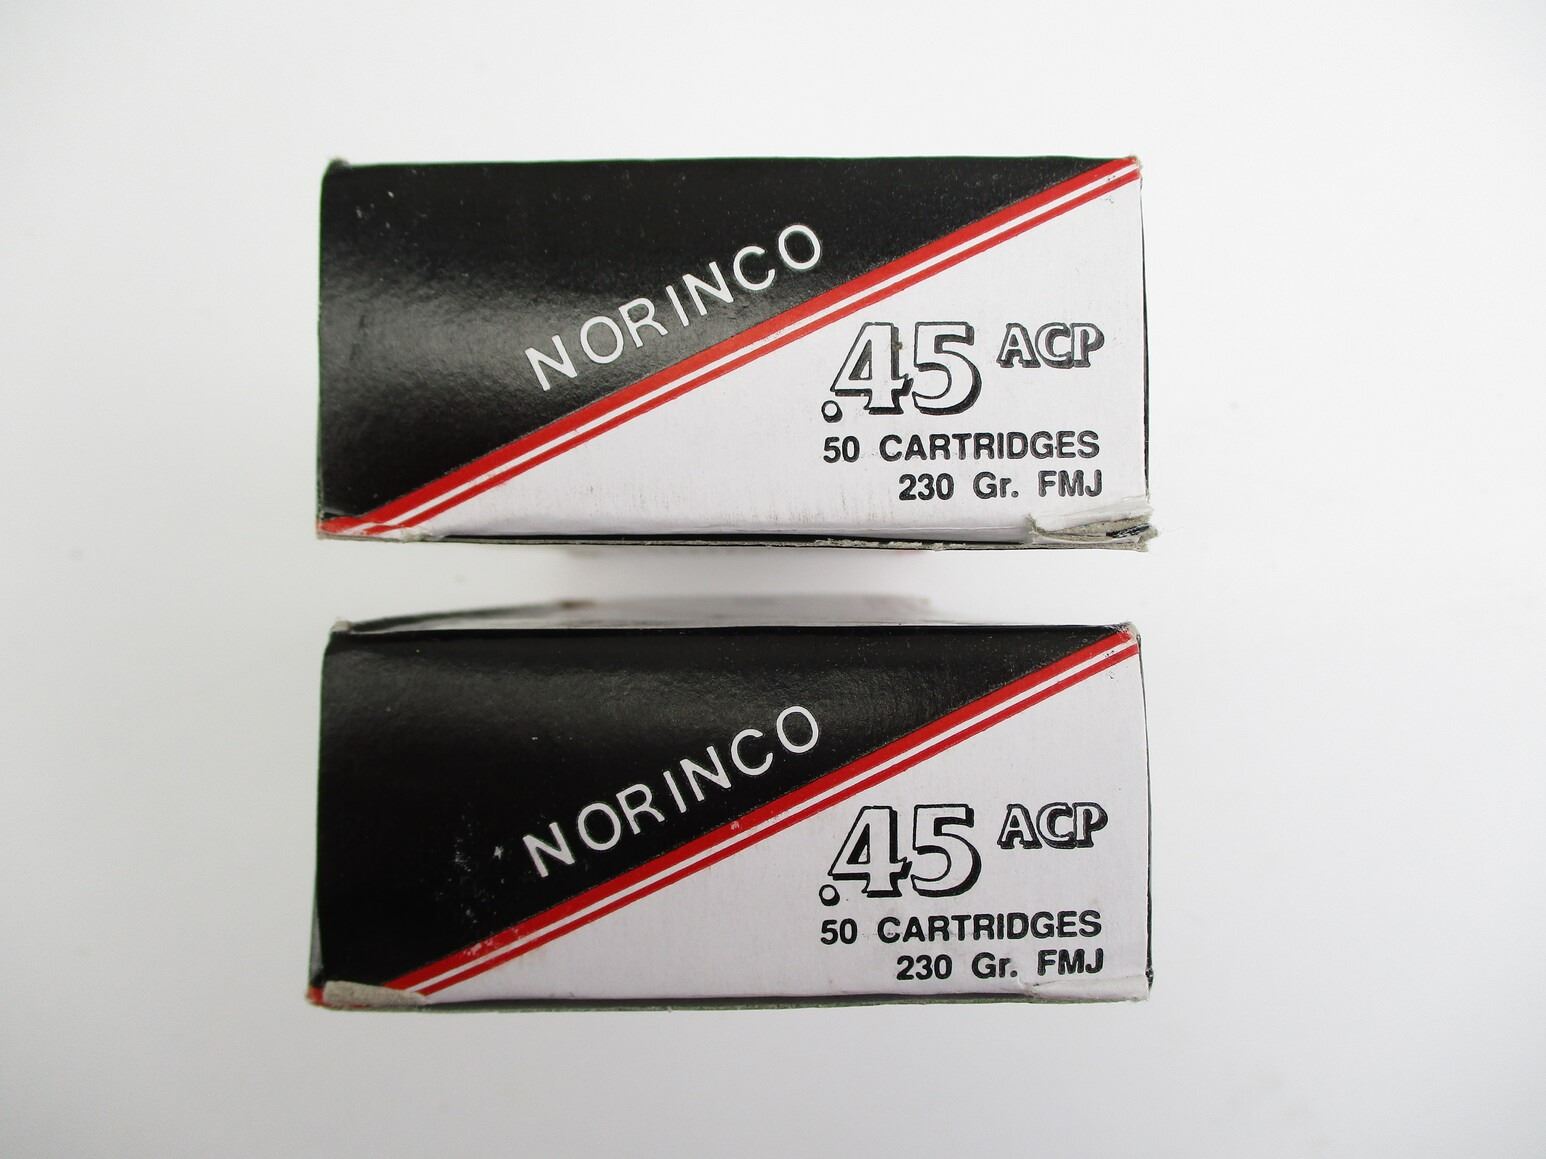 NORINCO
.45 ACP
50 CARTRIDGES
230 Gr. FMJ
NORINCO
.45 ACP
50 CARTRIDGES
230 Gr. FMJ